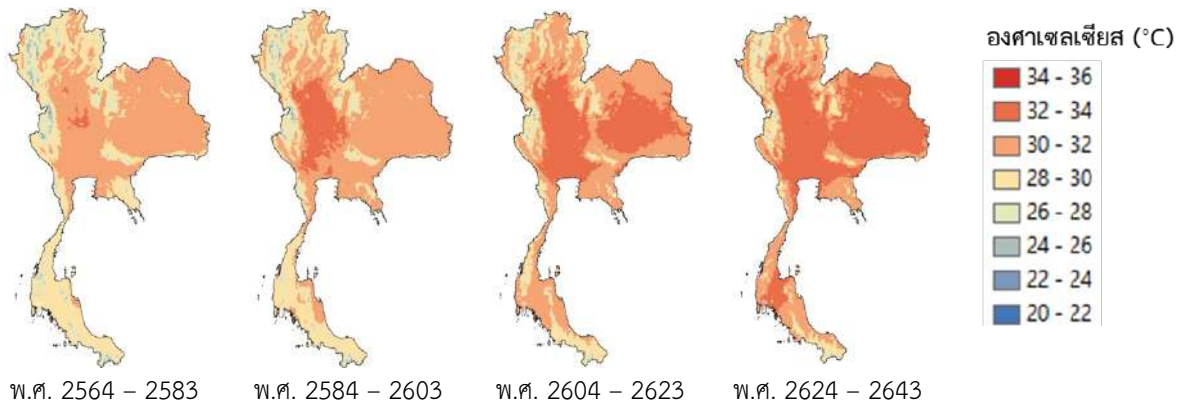 องศาเซลเซียส (°C)
34 - 36
32 - 34
30 - 32
28 - 30
26 - 28
24 - 26
22 - 24
20 - 22
พ.ศ. 2564 – 2583
พ.ศ. 2584 – 2603
พ.ศ. 2604 – 2623
พ.ศ. 2624 – 2643